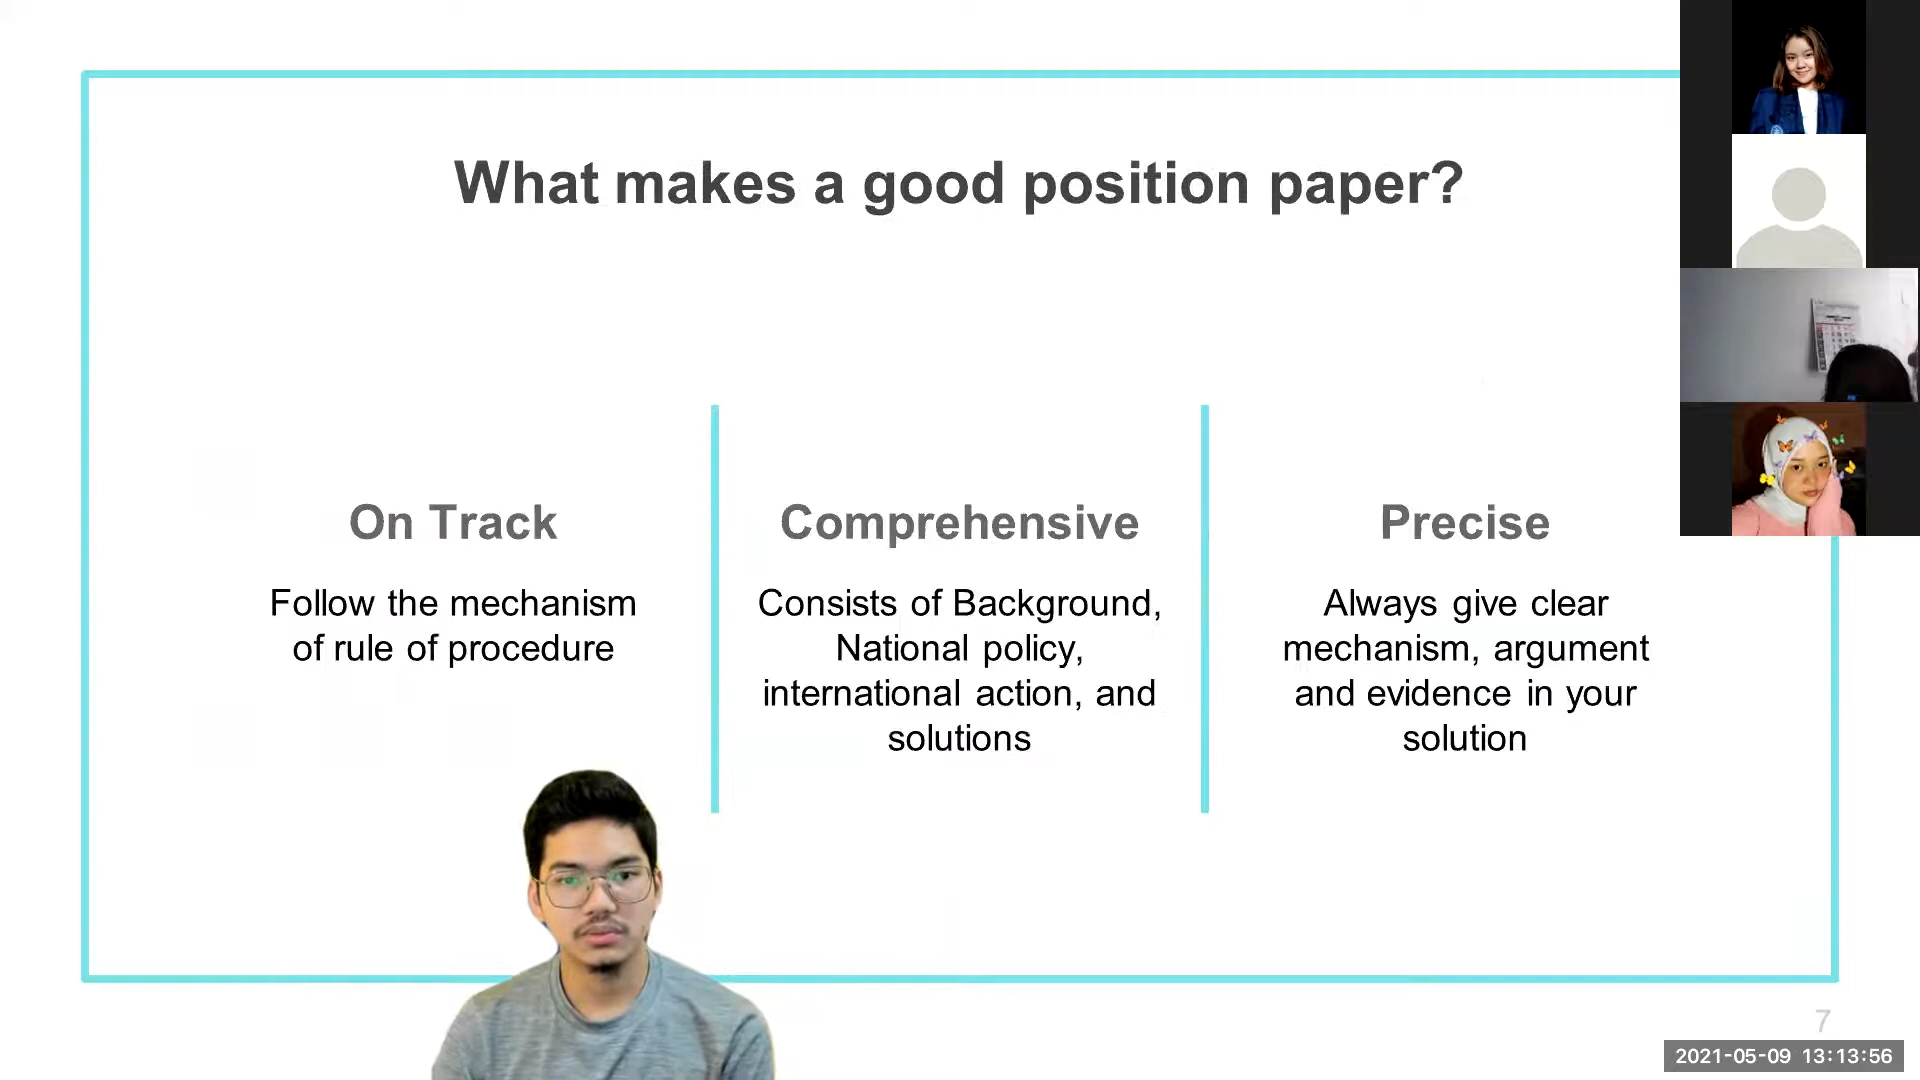 What makes a good position paper?
On Track
Follow the mechanism
of rule of procedure
Comprehensive
Consists of Background,
National policy,
international action, and
solutions
Precise
Always give clear
mechanism, argument
and evidence in your
solution
7
2021-05-09 13:13:56